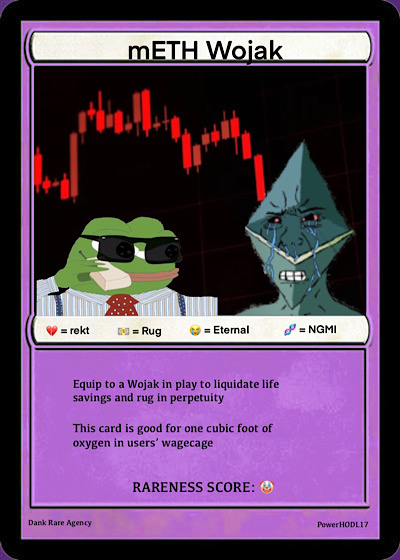 mETH Wojak
💔 = rekt 💵 = Rug 😭 = Eternal 🧬 = NGMI
Equip to a Wojak in play to liquidate life
savings and rug in perpetuity
This card is good for one cubic foot of
oxygen in users' wagecage
RARENESS SCORE: 🤡
Dank Rare Agency
PowerHODL17